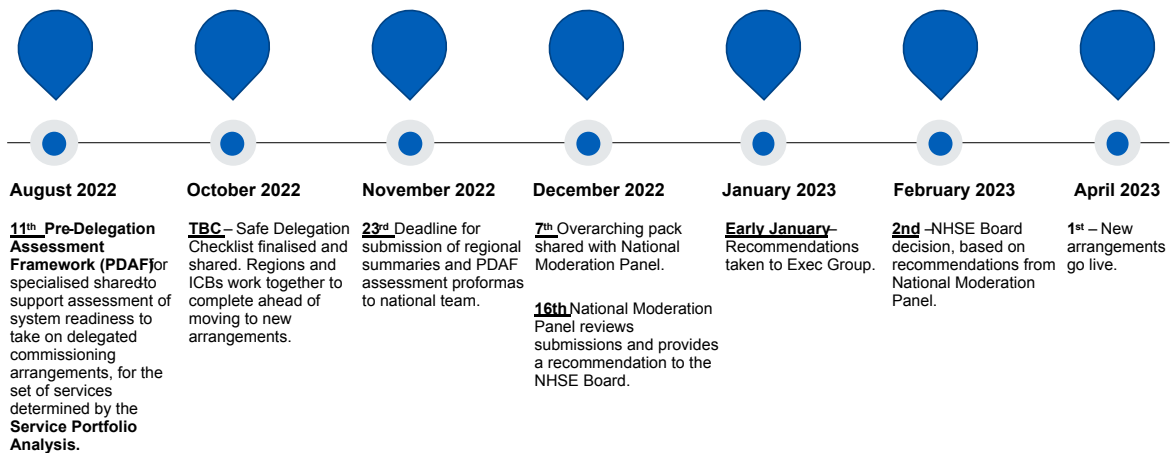 August 2022
11th Pre-Delegation
Assessment
Framework (PDAF) for
specialised shared to
support assessment of
system readiness to
take on delegated
commissioning
arrangements, for the
set of services
determined by the
Service Portfolio
Analysis.
October 2022
TBC – Safe Delegation
Checklist finalised and
shared. Regions and
ICBs work together to
complete ahead of
moving to new
arrangements.
November 2022
23rd Deadline for
submission of regional
summaries and PDAF
assessment proformas
to national team.
December 2022
7th Overarching pack
shared with National
Moderation Panel.
16th National Moderation
Panel reviews
submissions and provides
a recommendation to the
NHSE Board.
January 2023
Early January–
Recommendations
taken to Exec Group.
February 2023
2nd –NHSE Board
decision, based on
recommendations from
National Moderation
Panel.
April 2023
1st – New
arrangements
go live.